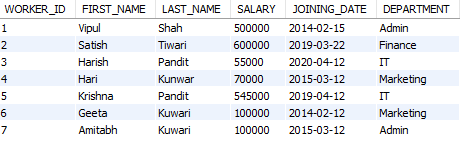 WORKER_ID FIRST_NAME LAST_NAME SALARY JOINING_DATE DEPARTMENT
1 Vipul Shah 500000 2014-02-15 Admin
2 Satish Tiwari 600000 2019-03-22 Finance
3 Harish Pandit 55000 2020-04-12 IT
4 Hari Kunwar 70000 2015-03-12 Marketing
5 Krishna Pandit 545000 2019-04-12 IT
6 Geeta Kuwari 100000 2014-02-12 Marketing
7 Amitabh Kuwari 100000 2015-03-12 Admin